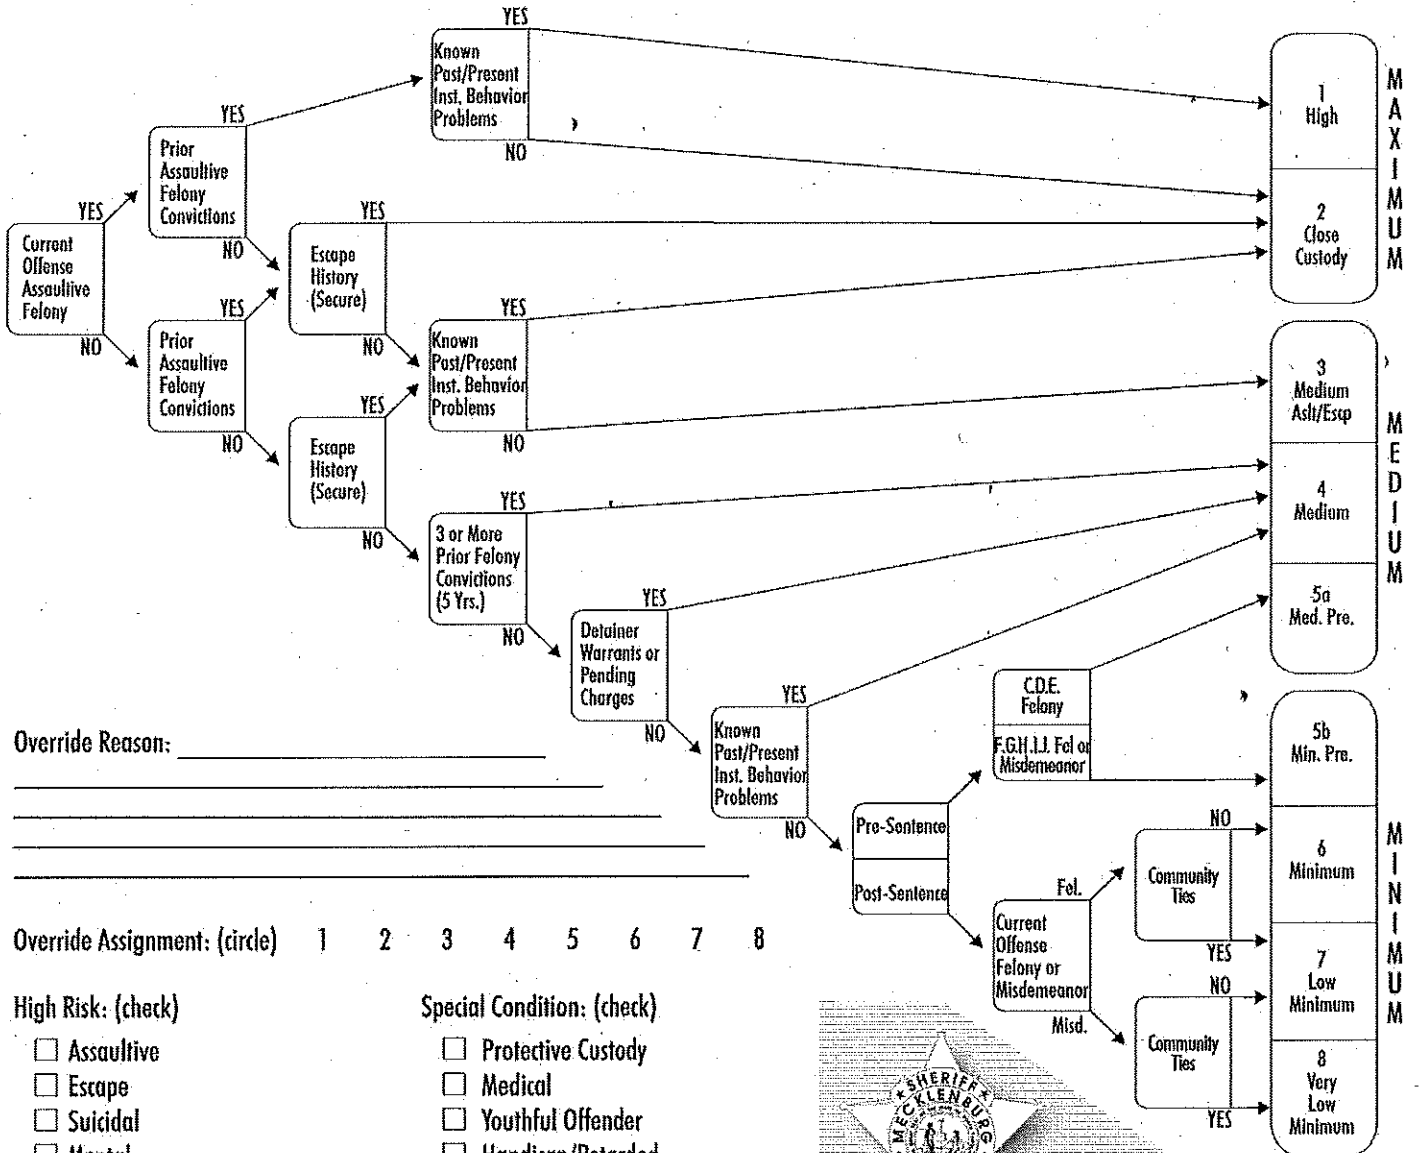 YES
Known
Past/Present
Inst. Behavior
Problems
NO
YES
Prior
Assaultive
Felony
Convictions
NO
YES
Current
Offense
Assaultive
Felony
NO
YES
Prior
Assaultive
Felony
Convictions
NO
YES
Escape
History
(Secure)
NO
YES
Escape
History
(Secure)
NO
YES
Known
Past/Present
Inst. Behavior
Problems
NO
YES
3 or More
Prior Felony
Convictions
(5 Yrs.)
NO
YES
Detainer
Warrants or
Pending
Charges
NO
YES
Known
Past/Present
Inst. Behavior
Problems
NO
Pre-Sentence
Post-Sentence
C.D.E.
Felony
F.G.H.I.J. Fel or
Misdemeanor
Fel.
Current
Offense
Felony or
Misdemeanor
Misd.
NO
Community
Ties
YES
NO
Community
Ties
YES
1
High
2
Close
Custody
MAXIMUM
3
Medium
Aslt/Escp
4
Medium
5a
Med. Pre.
MEDIUM
5b
Min. Pre.
6
Minimum
7
Low
Minimum
8
Very
Low
Minimum
MINIMUM
Override Reason:
Override Assignment: (circle) 1 2 3 4 5 6 7 8
High Risk: (check)
Assaultive
Escape
Suicidal
Mental
Special Condition: (check)
Protective Custody
Medical
Youthful Offender
Handicap/Retarded
SHERIFF
MECKLENBURG